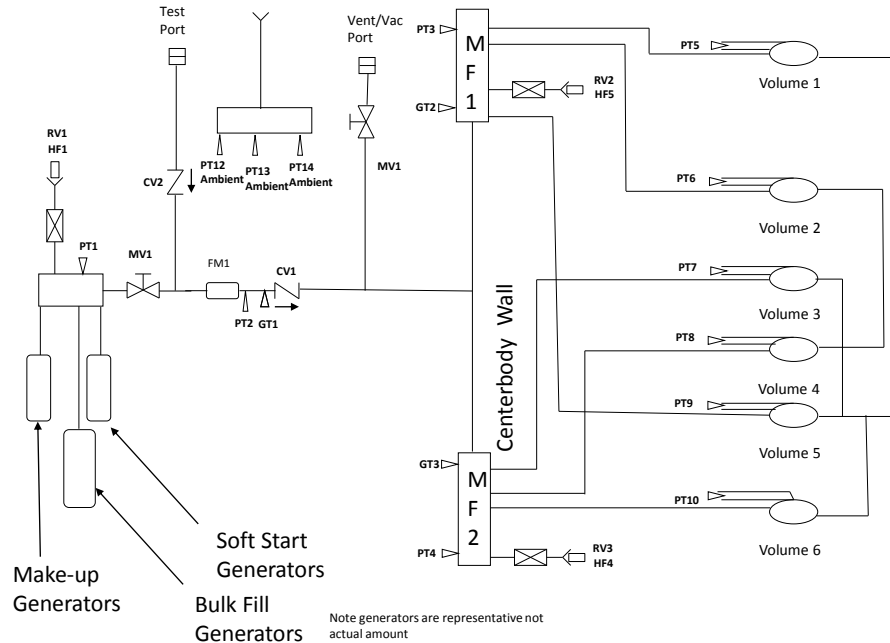 Test
Port
Vent/Vac
Port
PT3
M
F
1
PT5
Volume 1
RV2
HF5
GT2
RV1
HF1
PT12
Ambient
PT13
Ambient
PT14
Ambient
MV1
CV2
PT6
Volume 2
PT1
MV1
FM1
CV1
PT2
GT1
PT7
Volume 3
Centerbody Wall
PT8
Volume 4
PT9
Volume 5
GT3
M
F
2
PT10
PT4
RV3
HF4
Volume 6
Soft Start
Generators
Make-up
Generators
Bulk Fill
Generators
Note generators are representative not
actual amount